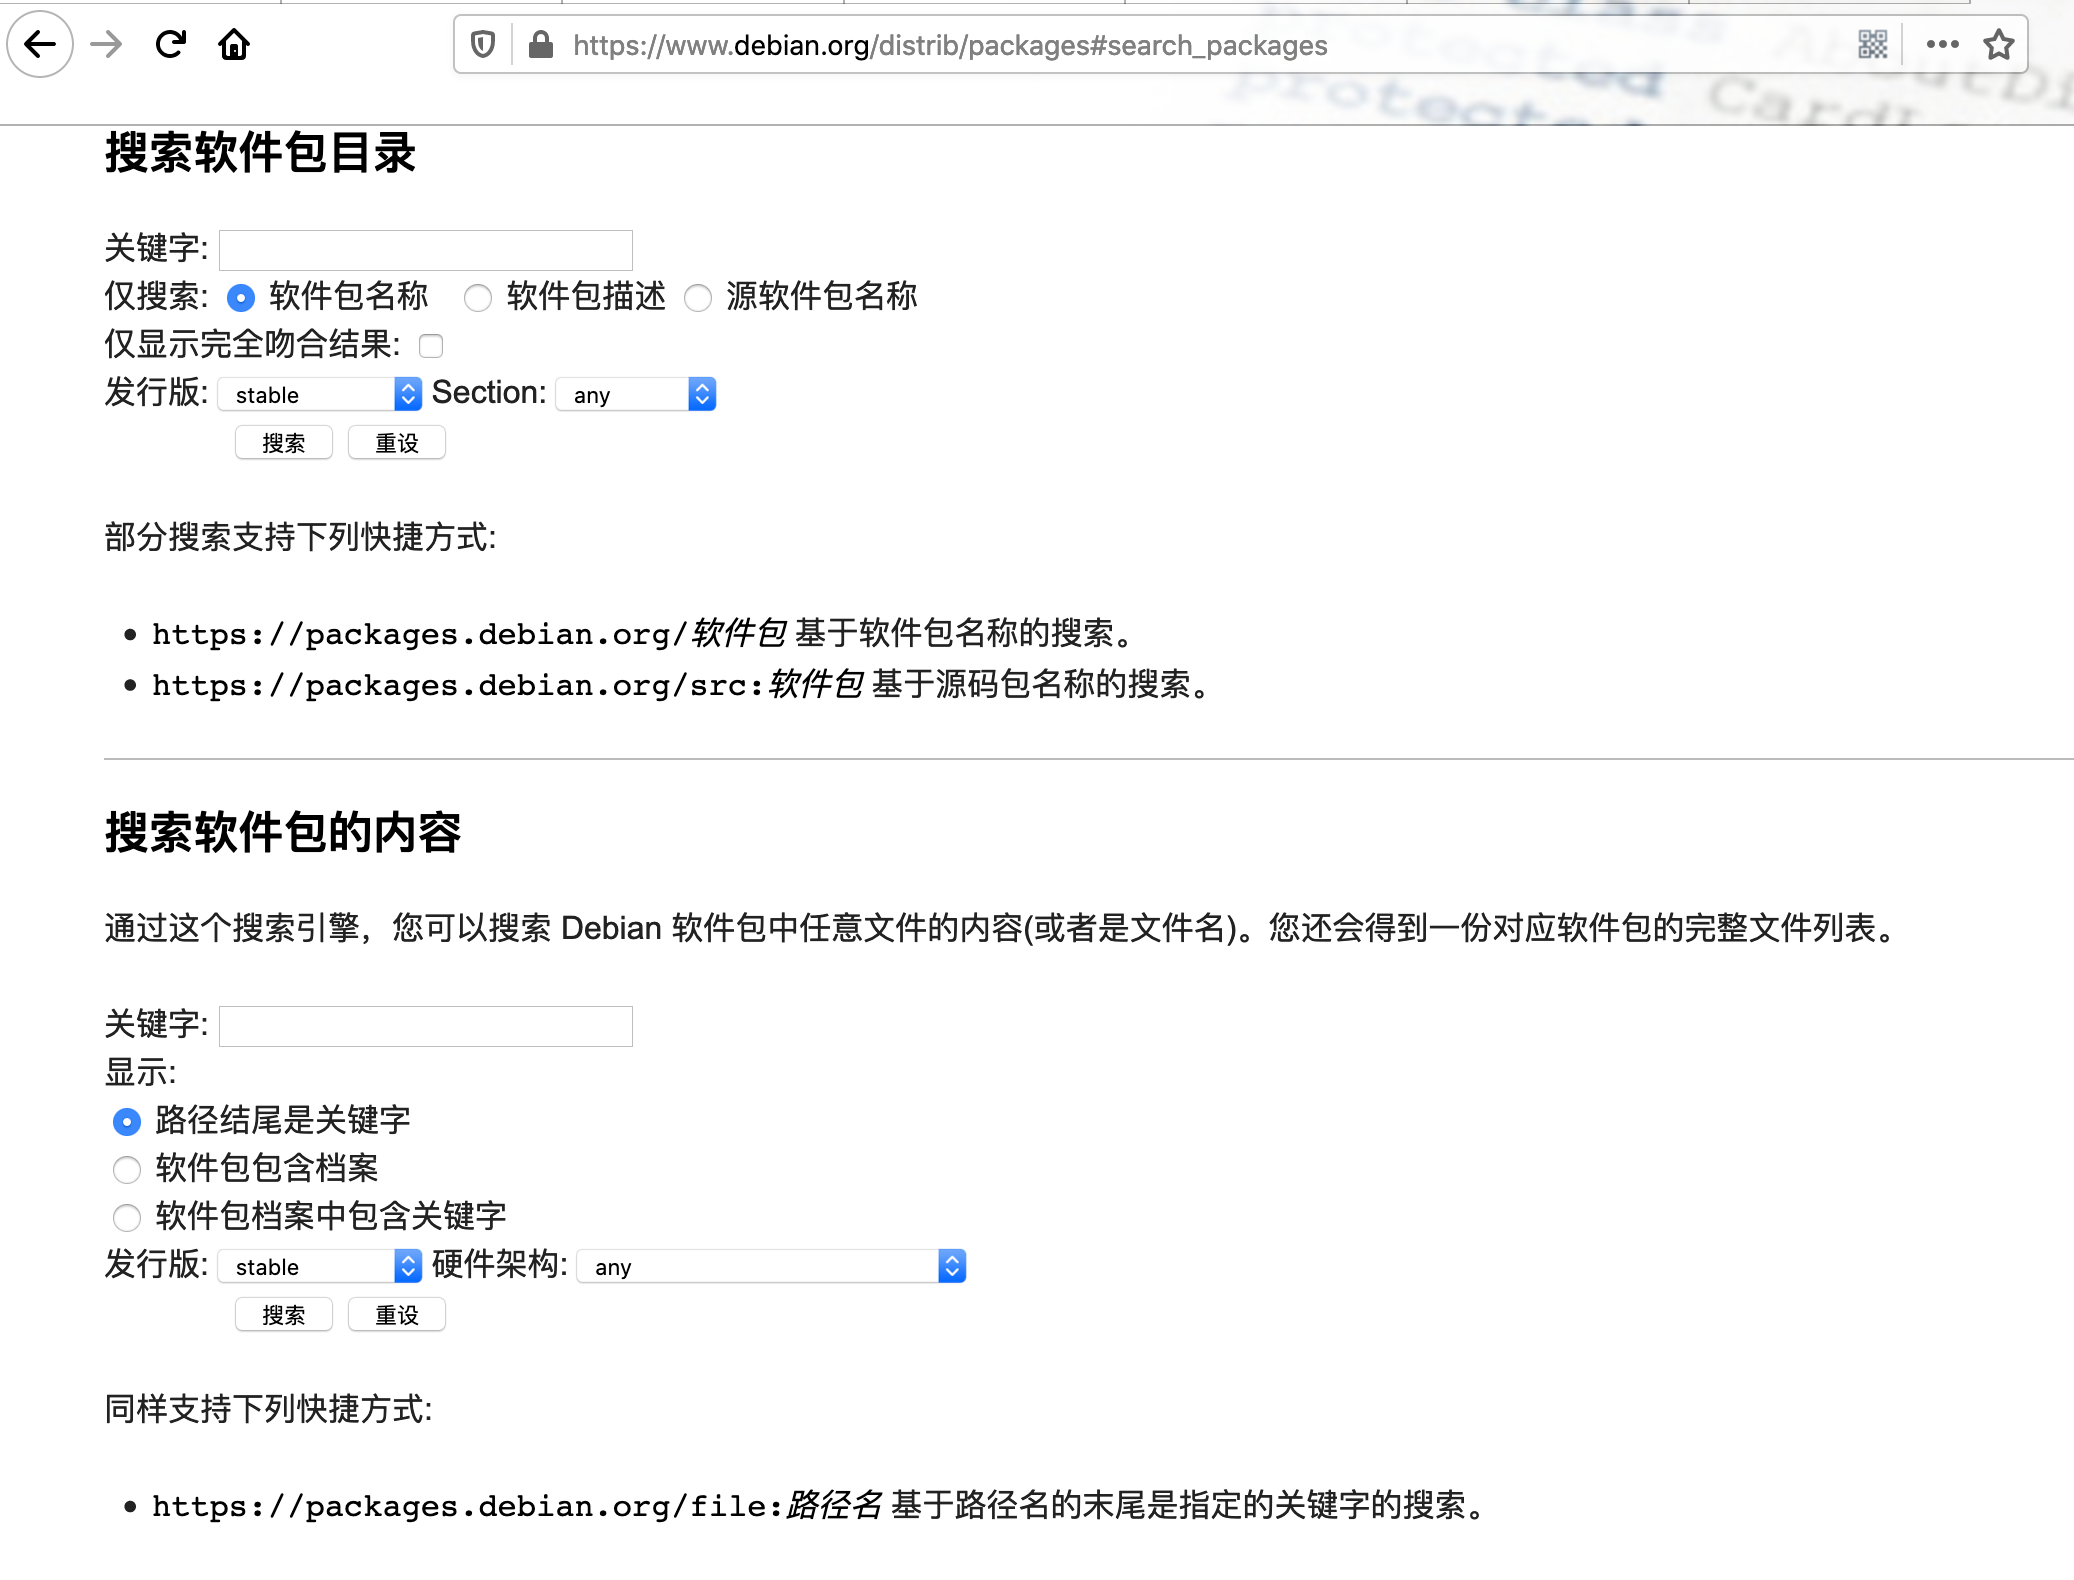 https://www.debian.org/distrib/packages#search_packages
搜索软件包目录
关键字:
仅搜索: 软件包名称 软件包描述 源软件包名称
仅显示完全吻合结果:
发行版: stable Section: any
搜索 重设
部分搜索支持下列快捷方式:
• https://packages.debian.org/软件包 基于软件包名称的搜索。
• https://packages.debian.org/src:软件包 基于源码包名称的搜索。
搜索软件包的内容
通过这个搜索引擎，您可以搜索 Debian 软件包中任意文件的内容(或者是文件名)。您还会得到一份对应软件包的完整文件列表。
关键字:
显示:
路径结尾是关键字
软件包包含档案
软件包档案中包含关键字
发行版: stable 硬件架构: any
搜索 重设
同样支持下列快捷方式:
• https://packages.debian.org/file:路径名 基于路径名的末尾是指定的关键字的搜索。